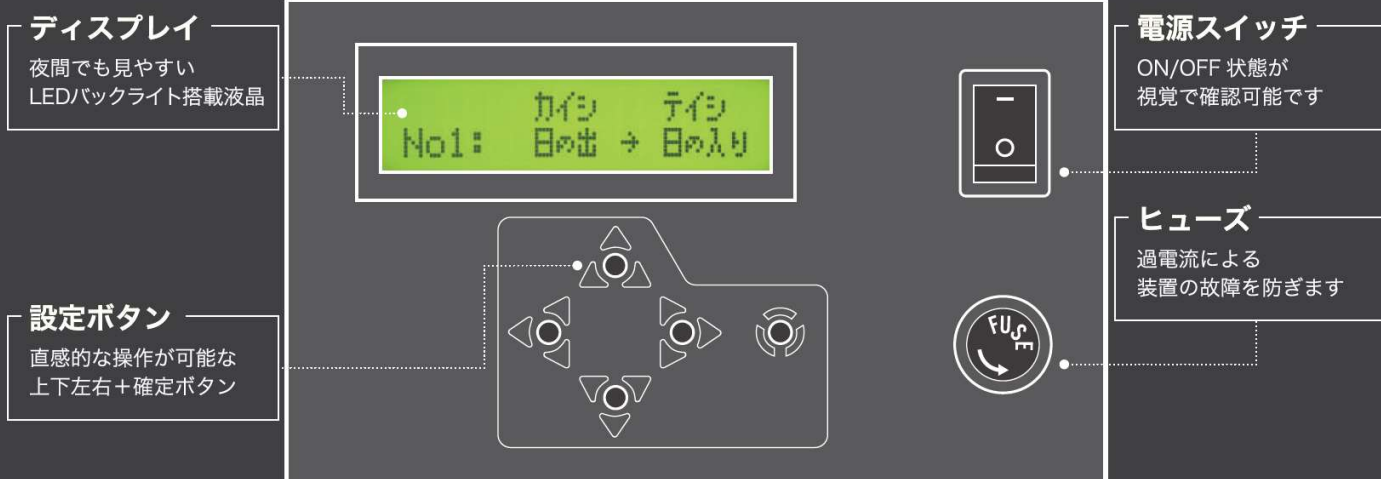 ディスプレイ
夜間でも見やすい
LEDバックライト搭載液晶
カイシ テイシ
No1: 日の出 → 日の入り
電源スイッチ
ON/OFF 状態が
視覚で確認可能です
ヒューズ
過電流による
装置の故障を防ぎます
FUSE
設定ボタン
直感的な操作が可能な
上下左右+確定ボタン